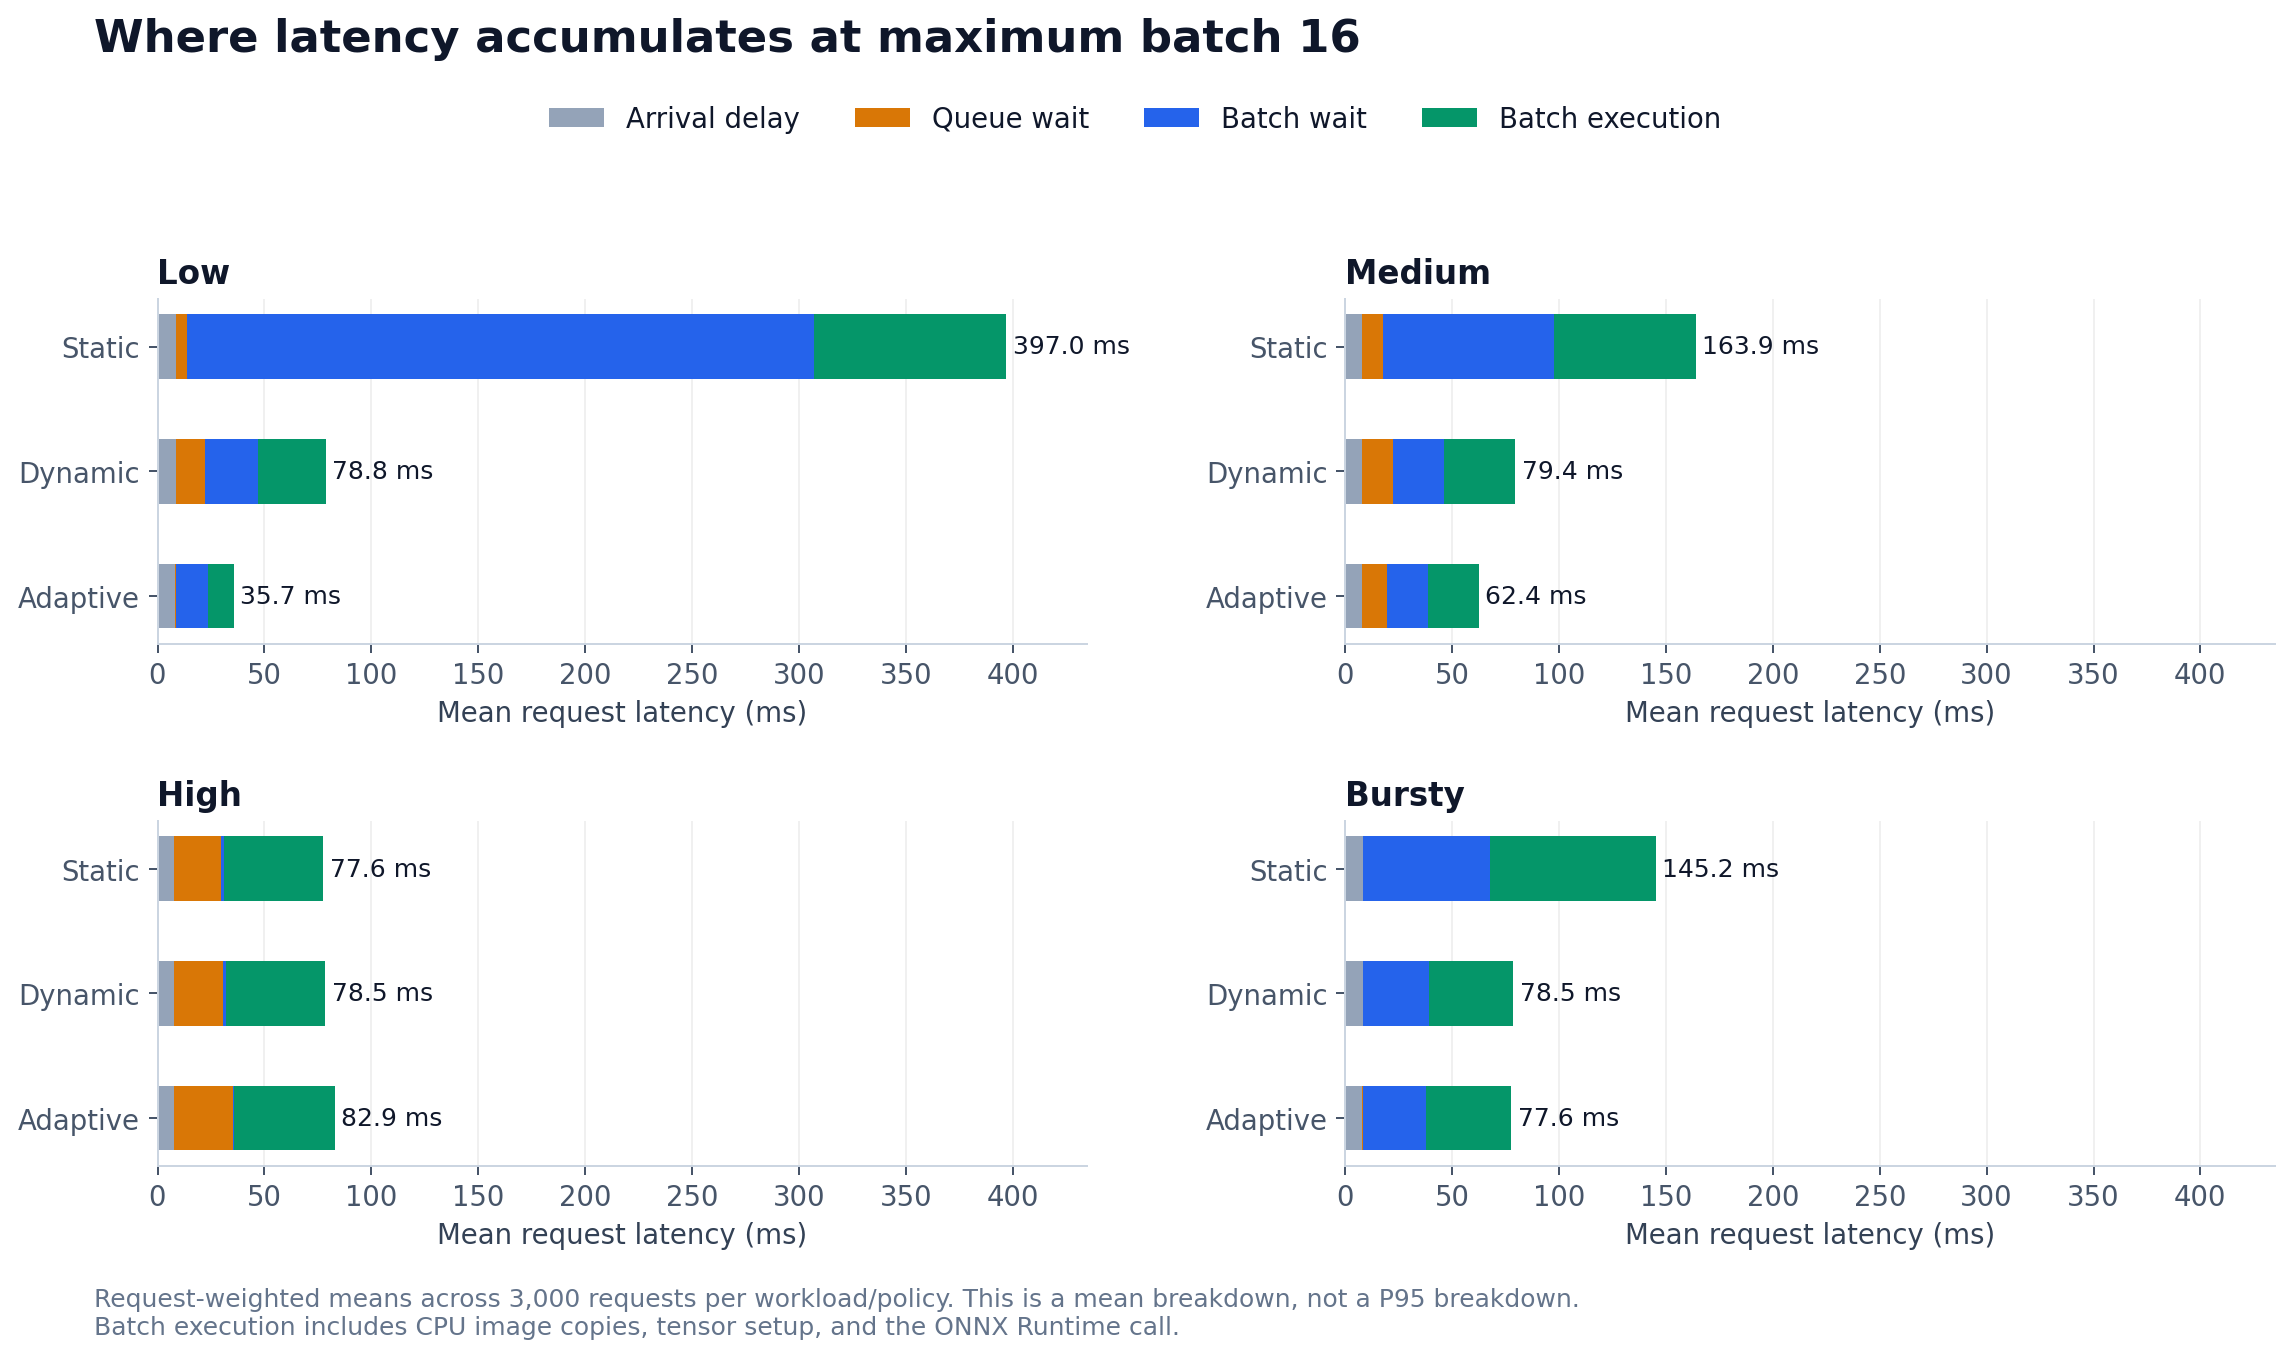 Where latency accumulates at maximum batch 16
Arrival delay Queue wait Batch wait Batch execution
Low
Static 397.0 ms
Dynamic 78.8 ms
Adaptive 35.7 ms
0 50 100 150 200 250 300 350 400
Mean request latency (ms)
Medium
Static 163.9 ms
Dynamic 79.4 ms
Adaptive 62.4 ms
0 50 100 150 200 250 300 350 400
Mean request latency (ms)
High
Static 77.6 ms
Dynamic 78.5 ms
Adaptive 82.9 ms
0 50 100 150 200 250 300 350 400
Mean request latency (ms)
Bursty
Static 145.2 ms
Dynamic 78.5 ms
Adaptive 77.6 ms
0 50 100 150 200 250 300 350 400
Mean request latency (ms)
Request-weighted means across 3,000 requests per workload/policy. This is a mean breakdown, not a P95 breakdown.
Batch execution includes CPU image copies, tensor setup, and the ONNX Runtime call.